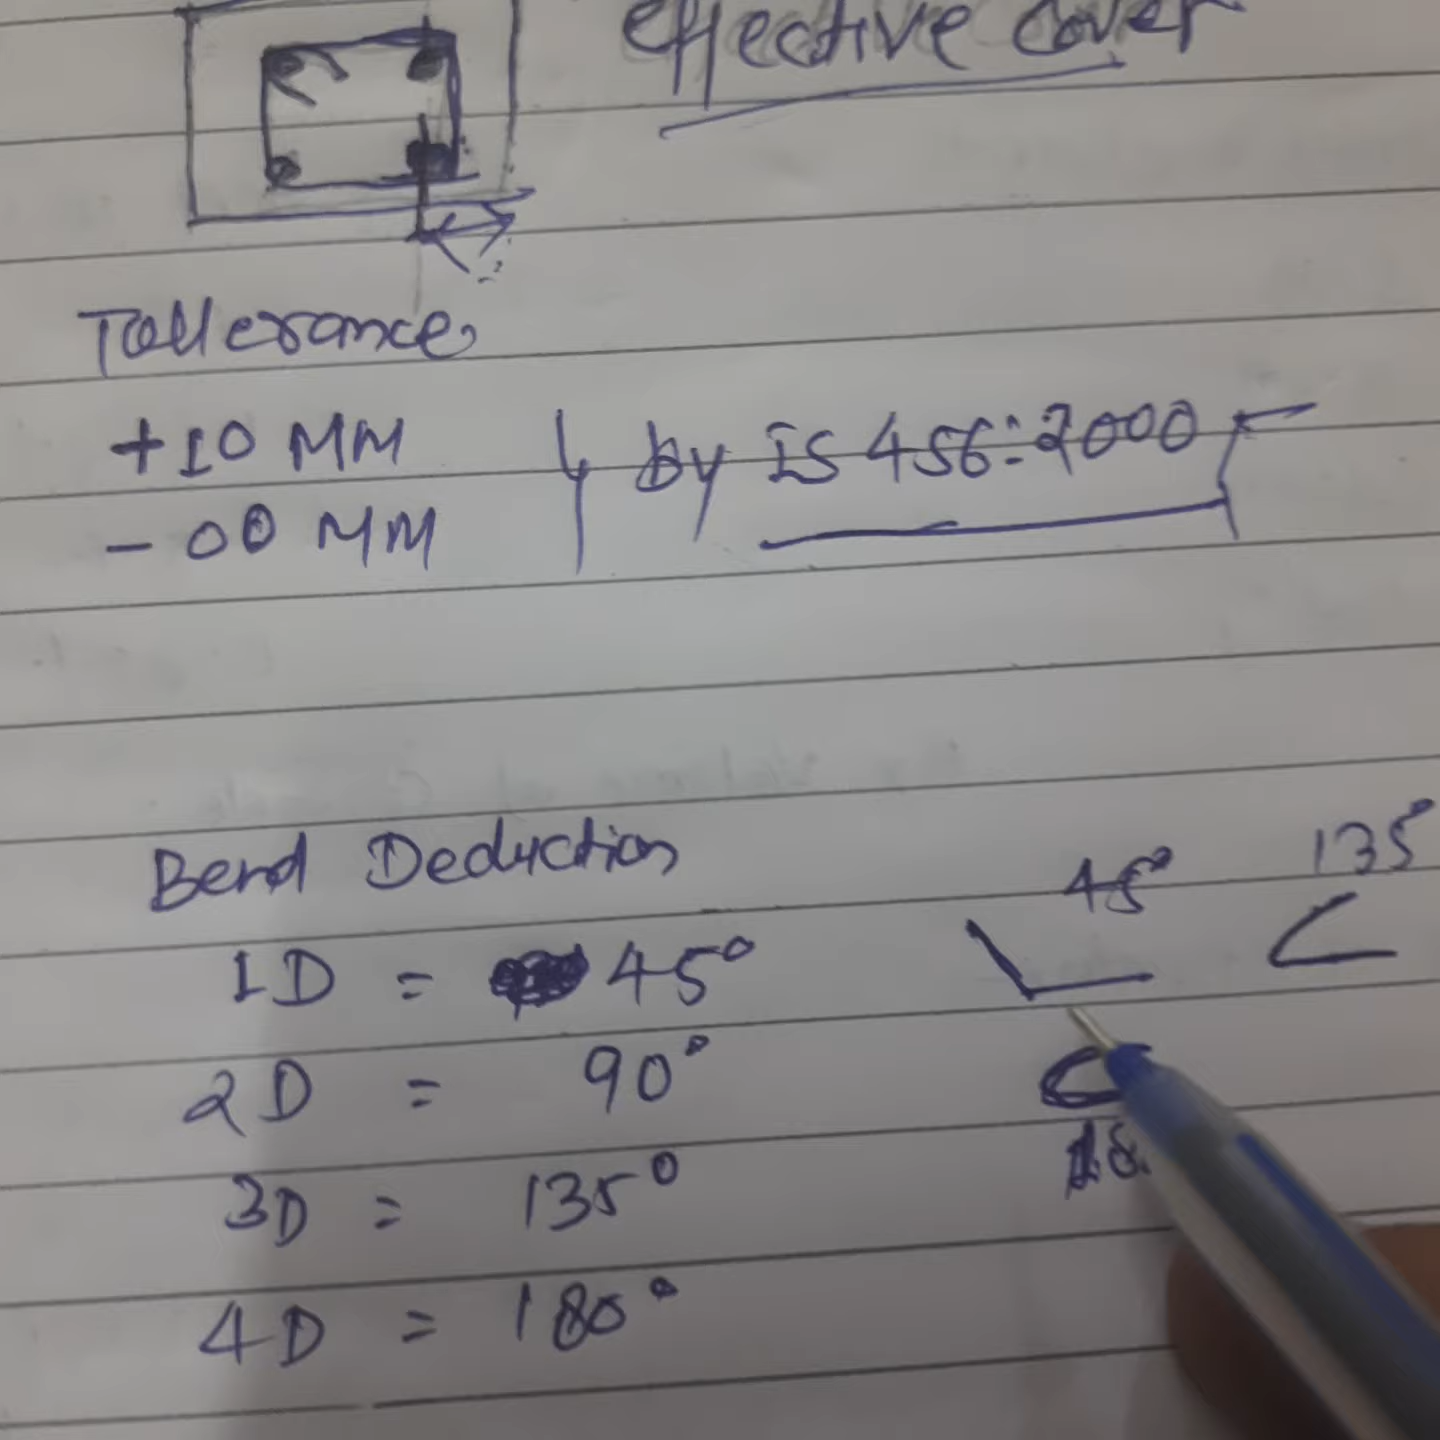 effective cover
Tollerance
+10 MM
- 00 MM
by IS 456:2000
Bend Deduction
1D = 45°
2D = 90°
3D = 135°
4D = 180°
45°
135°